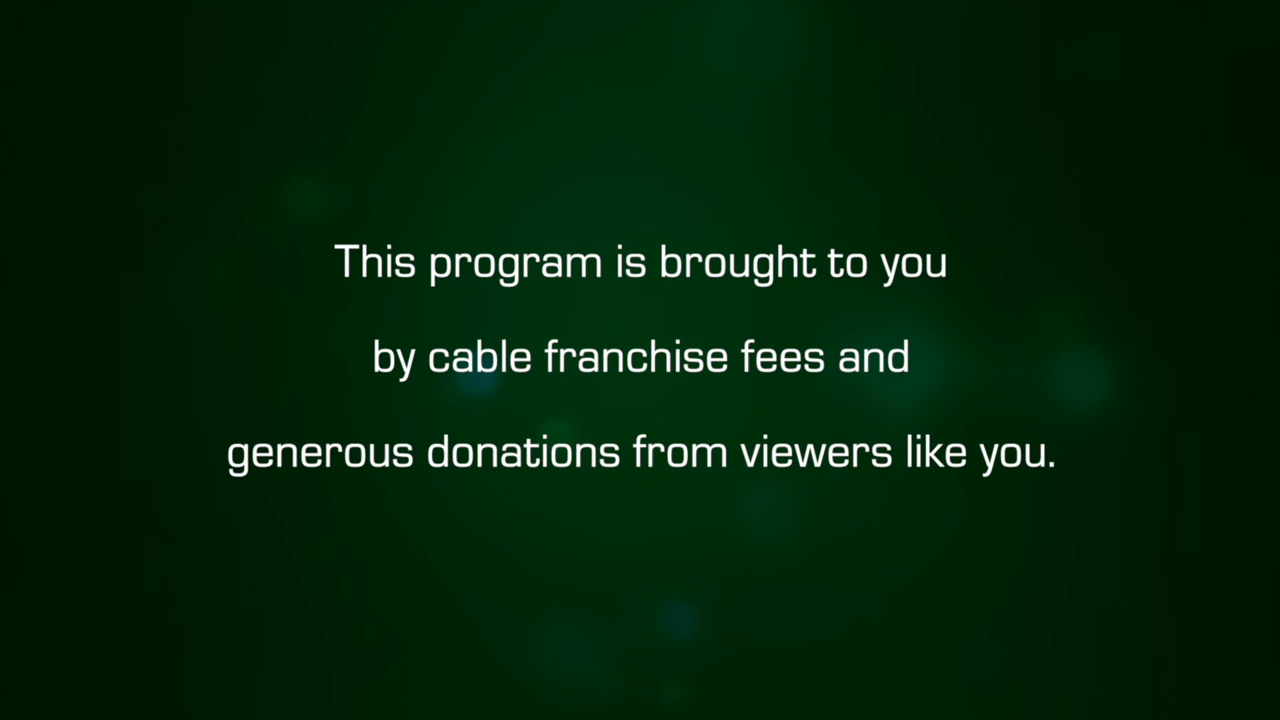 This program is brought to you
by cable franchise fees and
generous donations from viewers like you.